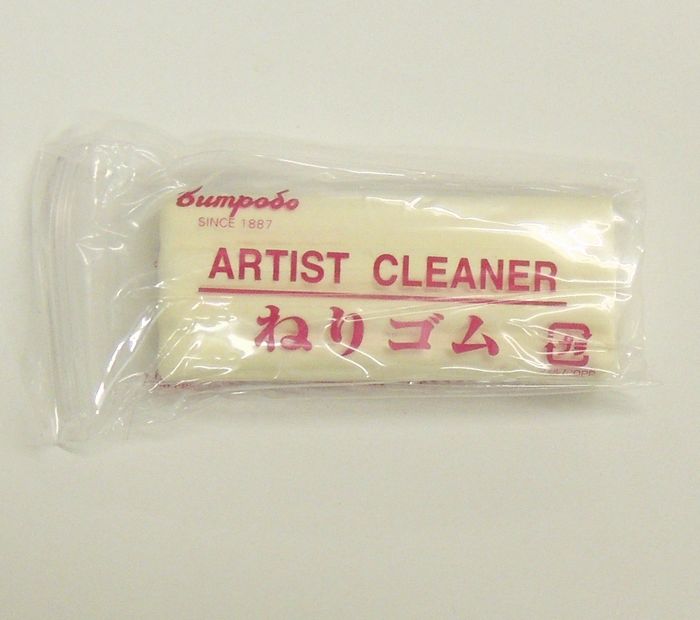 Bumpodo
SINCE 1887
ARTIST CLEANER
ねりゴム